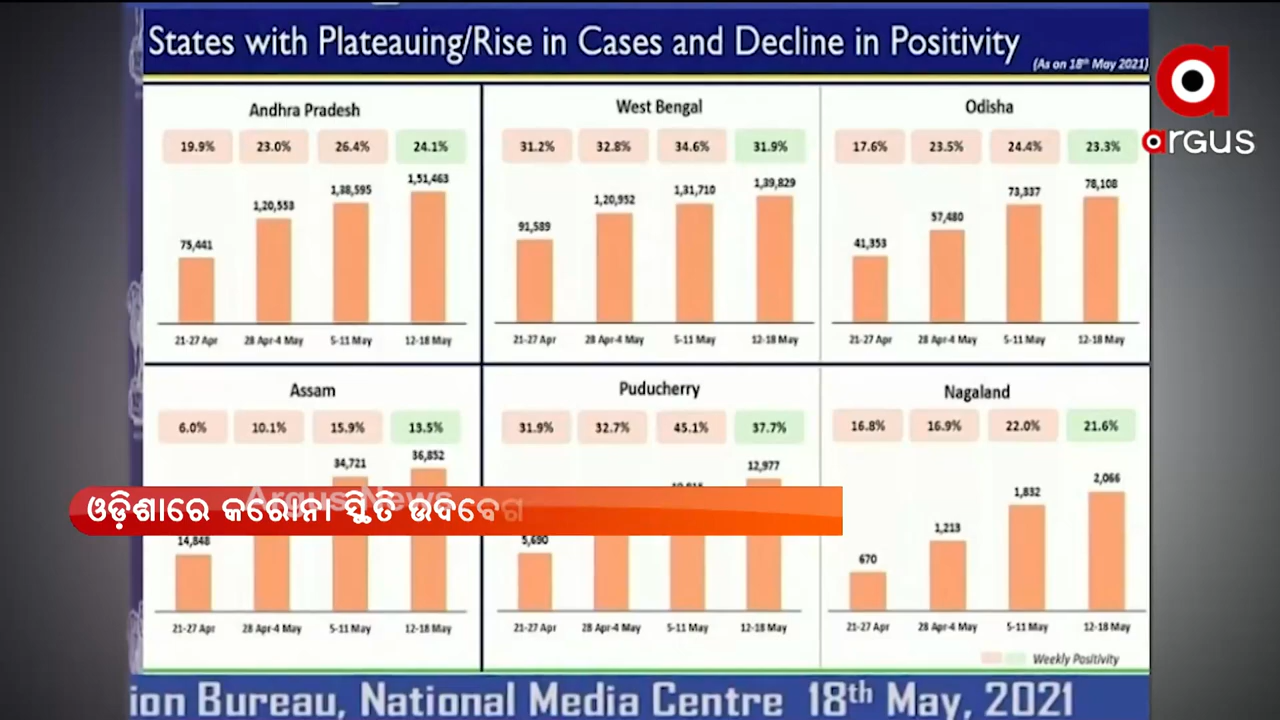 States with Plateauing/Rise in Cases and Decline in Positivity
(As on 18th May 2021)
argus
Andhra Pradesh
19.9% 23.0% 26.4% 24.1%
75,441 1,20,553 1,38,595 1,51,463
21-27 Apr 28 Apr-4 May 5-11 May 12-18 May
West Bengal
31.2% 32.8% 34.6% 31.9%
91,589 1,20,952 1,31,710 1,39,829
21-27 Apr 28 Apr-4 May 5-11 May 12-18 May
Odisha
17.6% 23.5% 24.4% 23.3%
41,353 57,480 73,337 78,108
21-27 Apr 28 Apr-4 May 5-11 May 12-18 May
Assam
6.0% 10.1% 15.9% 13.5%
14,848 34,721 36,852
21-27 Apr 28 Apr-4 May 5-11 May 12-18 May
Puducherry
31.9% 32.7% 45.1% 37.7%
5,690 12,977
21-27 Apr 28 Apr-4 May 5-11 May 12-18 May
Nagaland
16.8% 16.9% 22.0% 21.6%
670 1,213 1,832 2,066
21-27 Apr 28 Apr-4 May 5-11 May 12-18 May
Weekly Positivity
Argus News
ଓଡ଼ିଶାରେ କରୋନା ସ୍ଥିତି ଉଦବେଗ
ion Bureau, National Media Centre 18th May, 2021